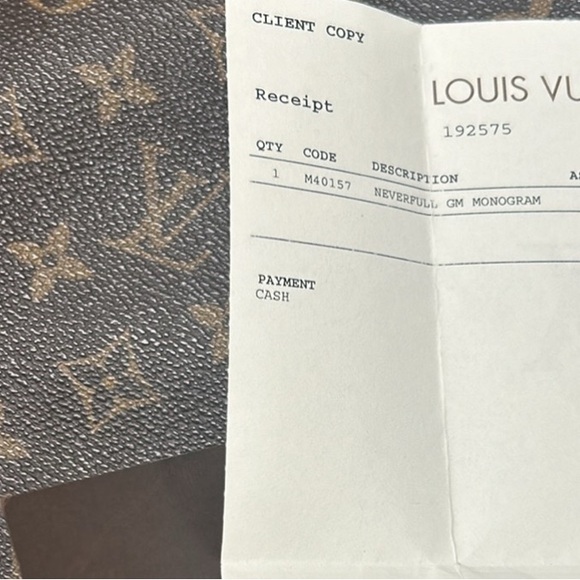 CLIENT COPY
LOUIS VU
Receipt
192575
QTY CODE DESCRIPTION
1 M40157 NEVERFULL GM MONOGRAM
PAYMENT
CASH